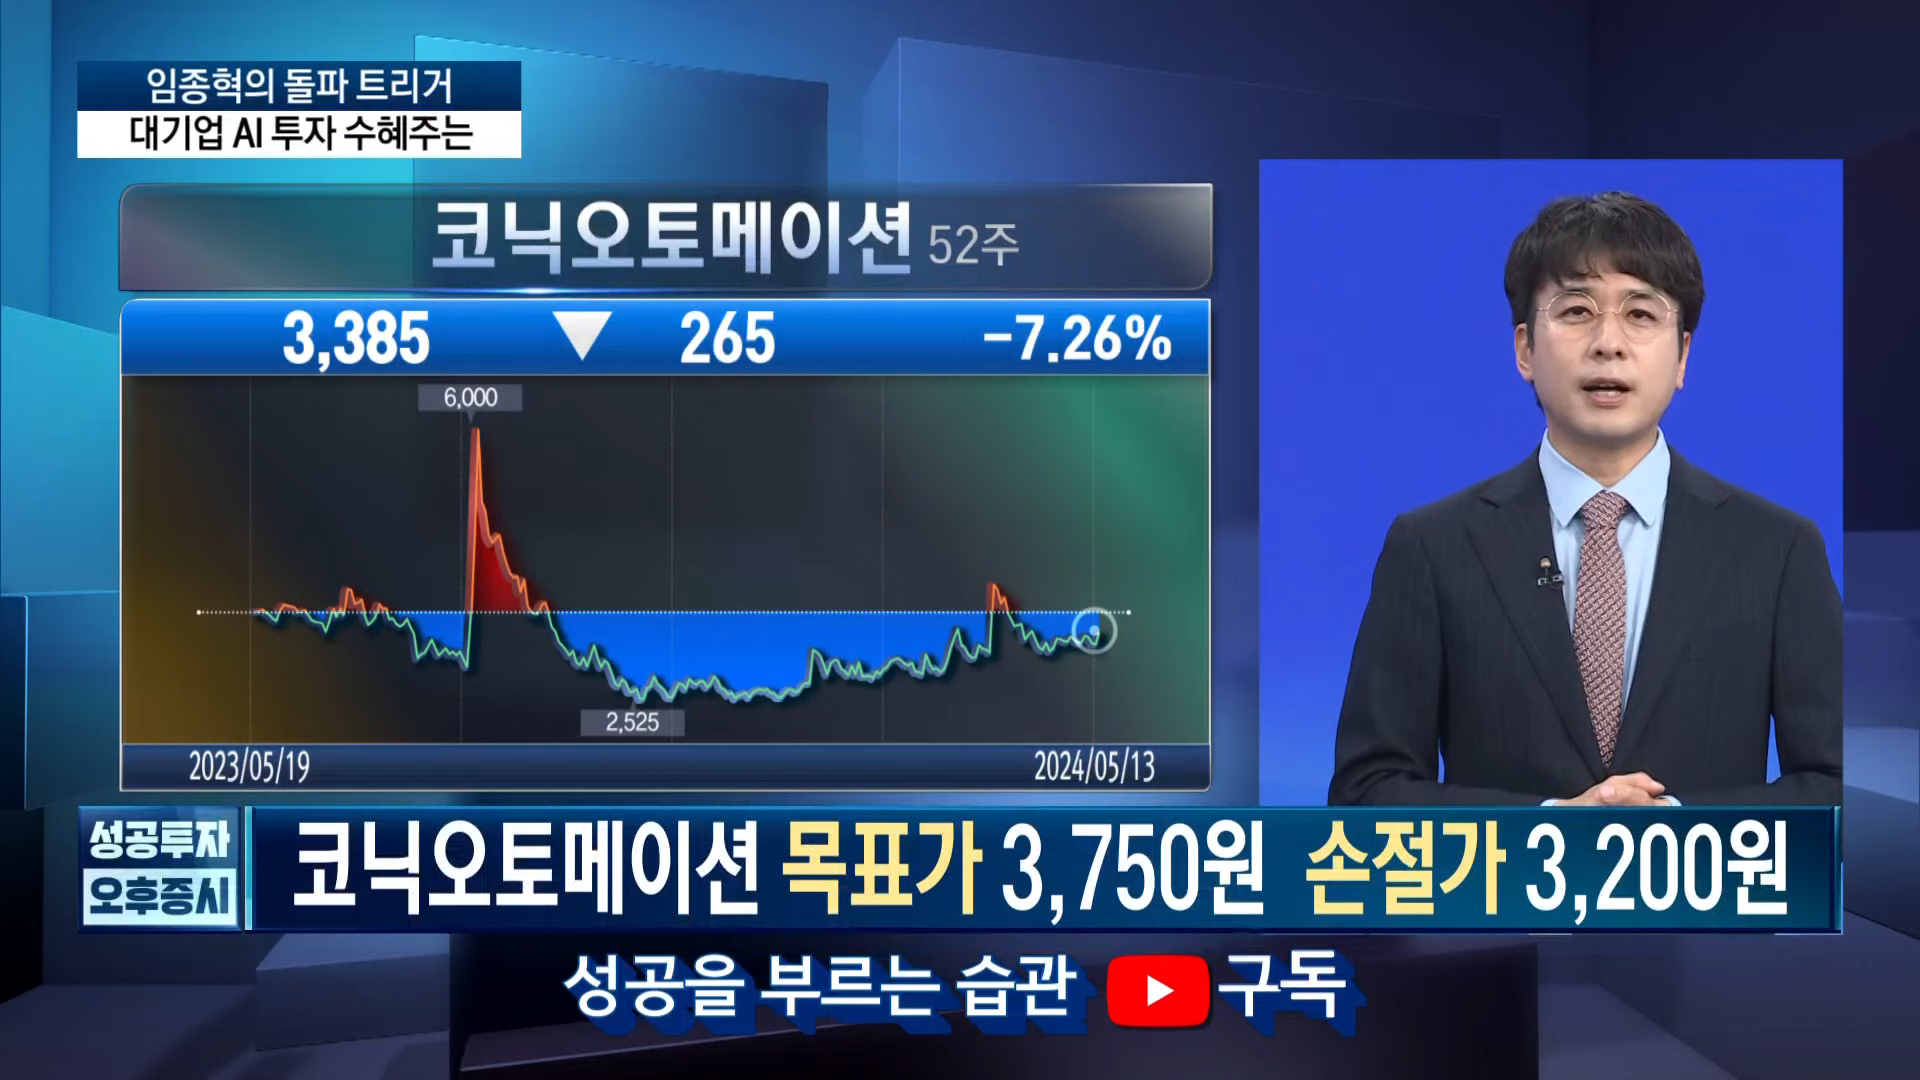 임종혁의 돌파 트리거
대기업 AI 투자 수혜주는
코닉오토메이션 52주
3,385 ▼ 265 -7.26%
6,000
2,525
2023/05/19 2024/05/13
성공투자
오후증시
코닉오토메이션 목표가 3,750원 손절가 3,200원
성공을 부르는 습관 구독